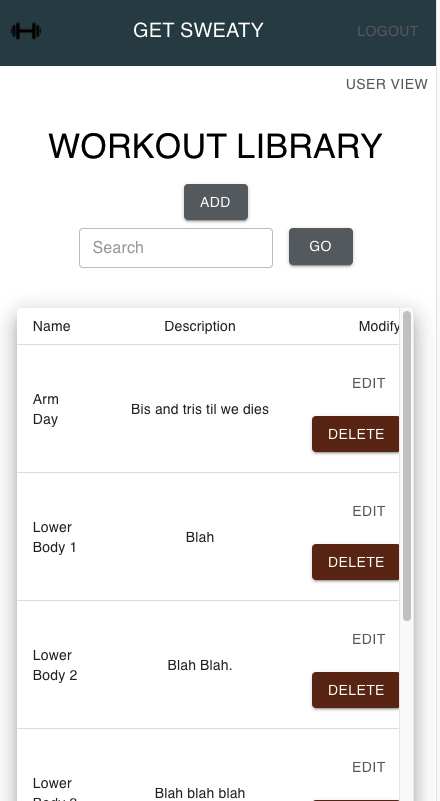 GET SWEATY LOGOUT
USER VIEW
WORKOUT LIBRARY
ADD
Search GO
Name Description Modify
Arm
Day
Bis and tris til we dies
EDIT
DELETE
Lower
Body 1
Blah
EDIT
DELETE
Lower
Body 2
Blah Blah.
EDIT
DELETE
Lower
Blah blah blah
EDIT